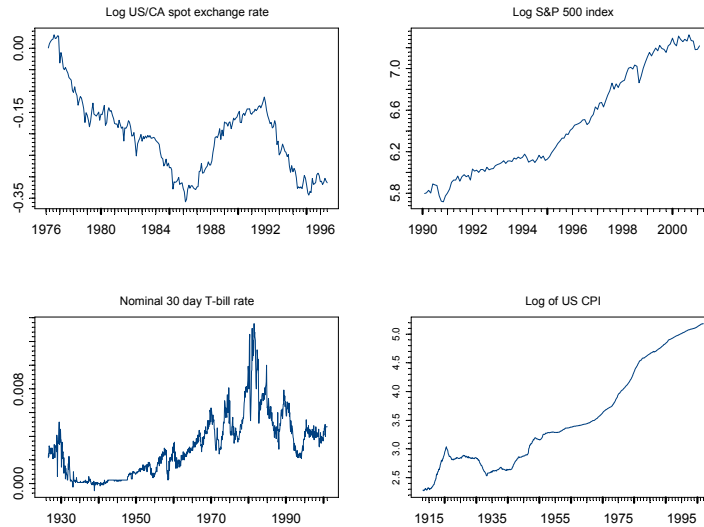 Log US/CA spot exchange rate
0.00
-0.15
-0.35
1976 1980 1984 1988 1992 1996
Log S&P 500 index
7.0
6.6
6.2
5.8
1990 1992 1994 1996 1998 2000
Nominal 30 day T-bill rate
0.008
0.000
1930 1950 1970 1990
Log of US CPI
5.0
4.5
4.0
3.5
3.0
2.5
1915 1935 1955 1975 1995